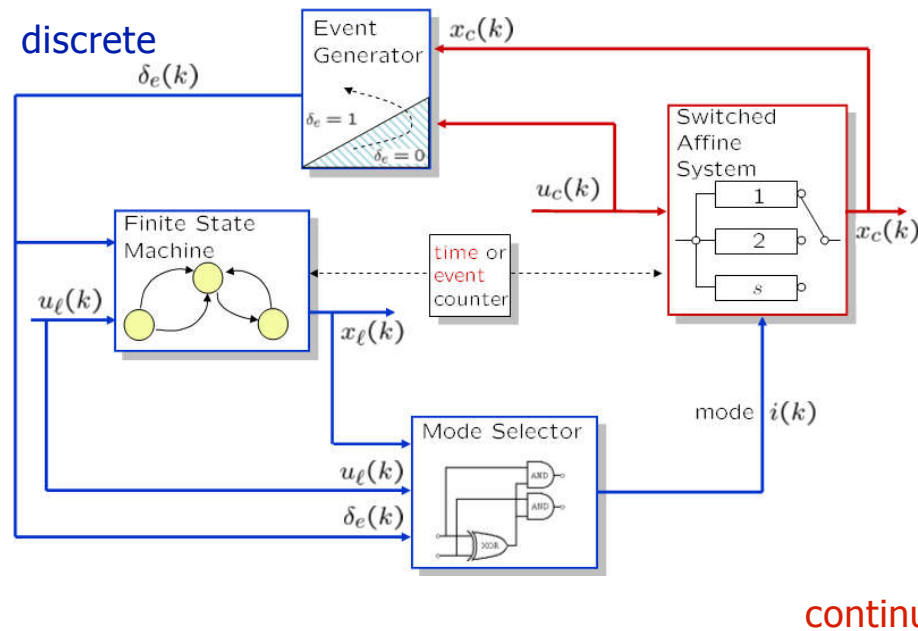 discrete
Event
Generator
δ_e = 1
δ_e = 0
x_c(k)
δ_e(k)
Switched
Affine
System
1
2
s
u_c(k)
x_c(k)
Finite State
Machine
time or
event
counter
u_ℓ(k)
x_ℓ(k)
mode i(k)
Mode Selector
AND
AND
XOR
u_ℓ(k)
δ_e(k)
continu